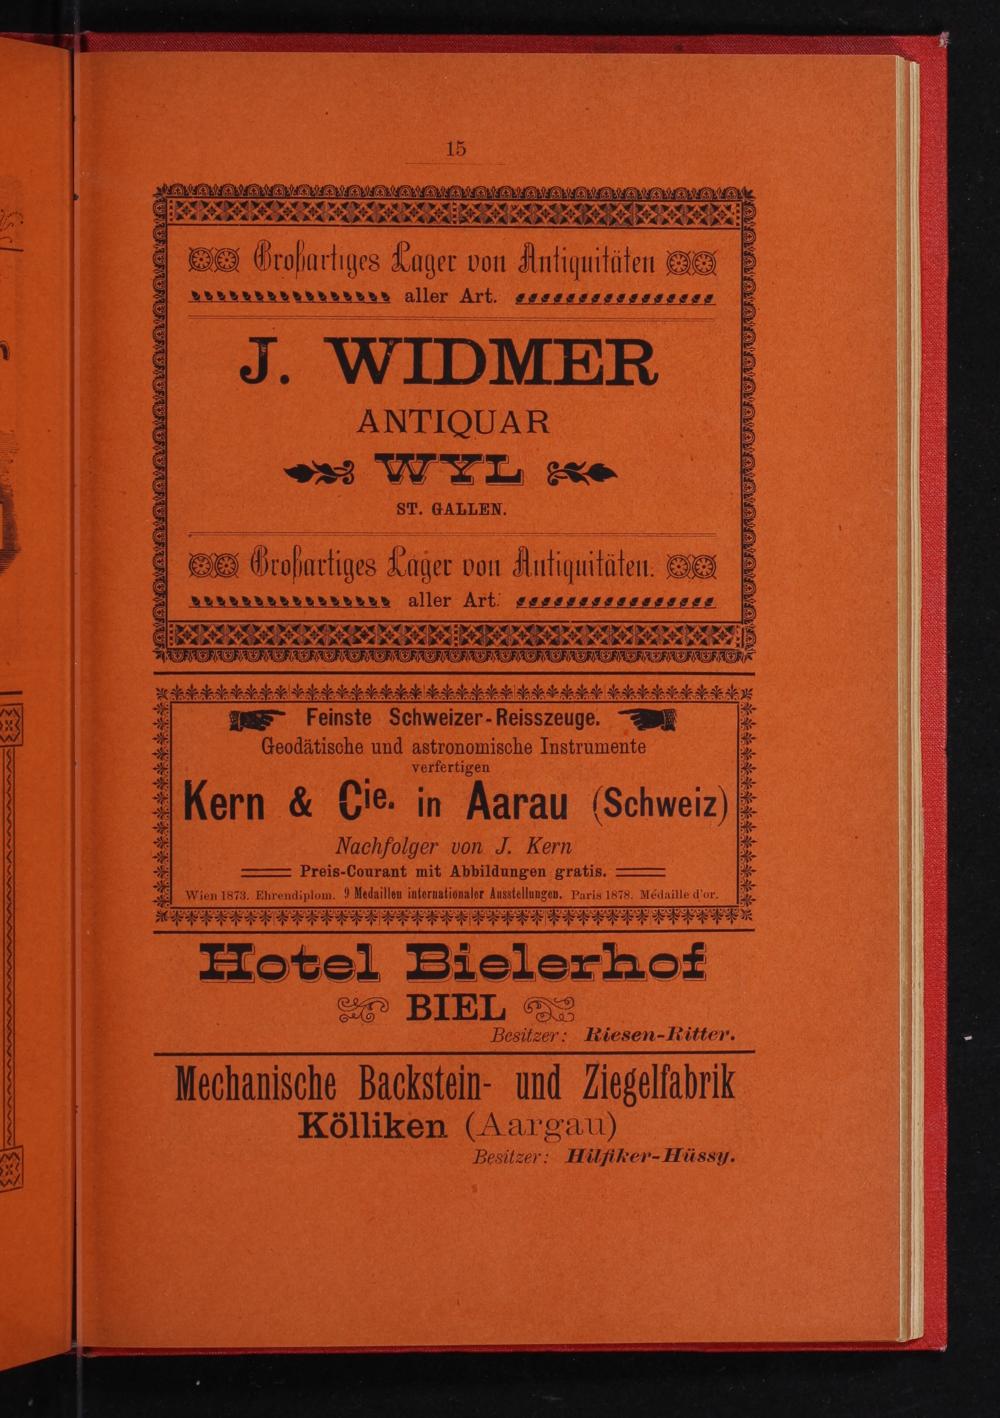 15
Großartiges Lager von Antiquitäten
aller Art.
J. WIDMER
ANTIQUAR
WYL
ST. GALLEN.
Großartiges Lager von Antiquitäten.
aller Art.
Feinste Schweizer-Reisszeuge.
Geodätische und astronomische Instrumente
verfertigen
Kern & Cie. in Aarau (Schweiz)
Nachfolger von J. Kern
Preis-Courant mit Abbildungen gratis.
Wien 1873. Ehrendiplom. 9 Medaillen internationaler Ausstellungen. Paris 1878. Médaille d'or.
Hotel Bielerhof
BIEL
Besitzer: Riesen-Ritter.
Mechanische Backstein- und Ziegelfabrik
Kölliken (Aargau)
Besitzer: Hilfiker-Hüssy.